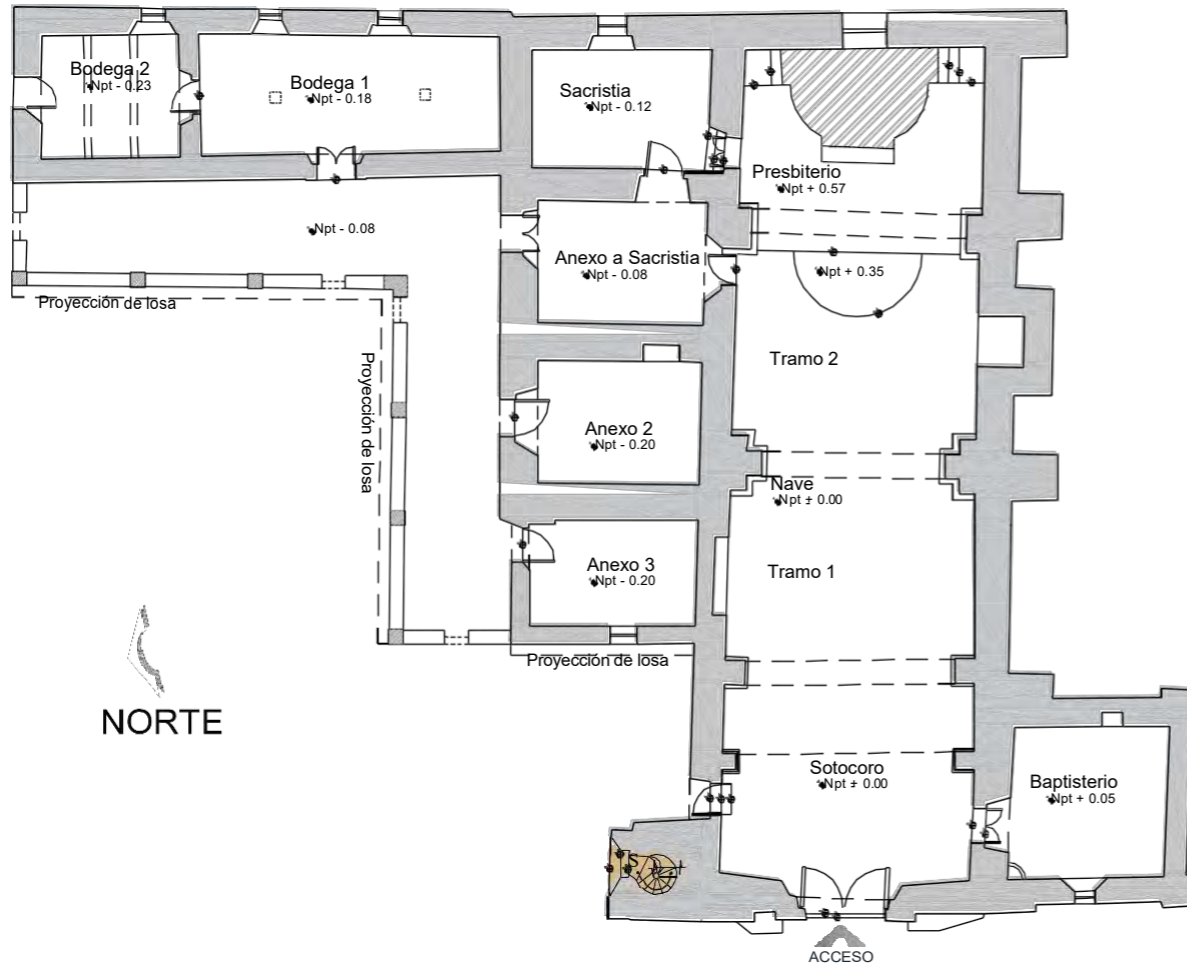 Bodega 2
Npt - 0.23
Bodega 1
Npt - 0.18
Sacristia
Npt - 0.12
Presbiterio
Npt + 0.57
Npt - 0.08
Anexo a Sacristia
Npt - 0.08
Npt + 0.35
Proyección de losa
Proyección de losa
Tramo 2
Anexo 2
Npt - 0.20
Nave
Npt ± 0.00
Anexo 3
Npt - 0.20
Tramo 1
Proyección de losa
NORTE
Sotocoro
Npt ± 0.00
Baptisterio
Npt + 0.05
S
ACCESO